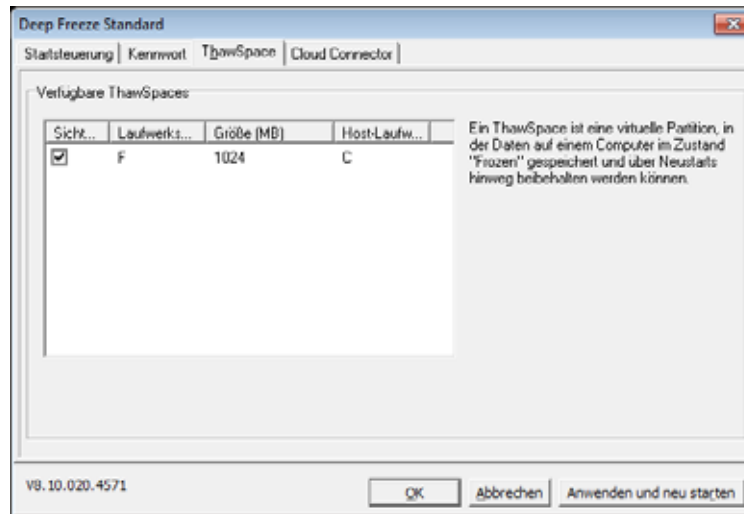 Deep Freeze Standard
Startsteuerung Kennwort ThawSpace Cloud Connector
Verfügbare ThawSpaces
Sicht... Laufwerks... Größe (MB) Host-Laufw...
F 1024 C
Ein ThawSpace ist eine virtuelle Partition, in
der Daten auf einem Computer im Zustand
"Frozen" gespeichert und über Neustarts
hinweg beibehalten werden können.
V8.10.020.4571
OK Abbrechen Anwenden und neu starten